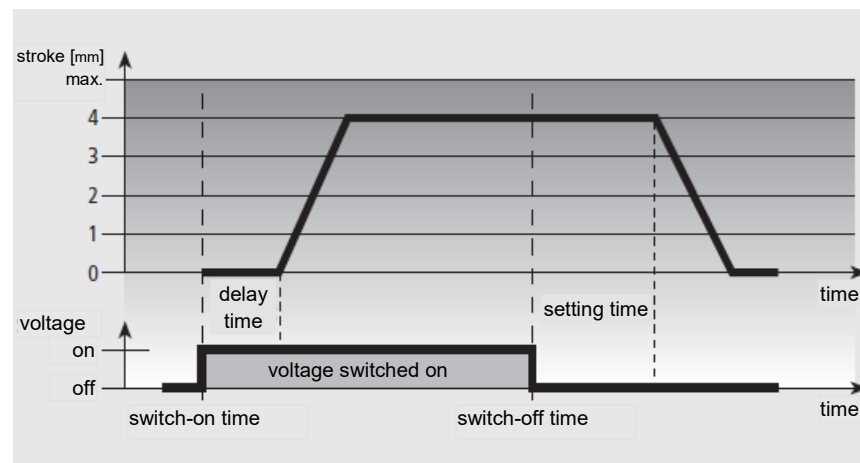 stroke [mm]
max.
4
3
2
1
0
delay
time
setting time
time
voltage
on
voltage switched on
off
time
switch-on time
switch-off time